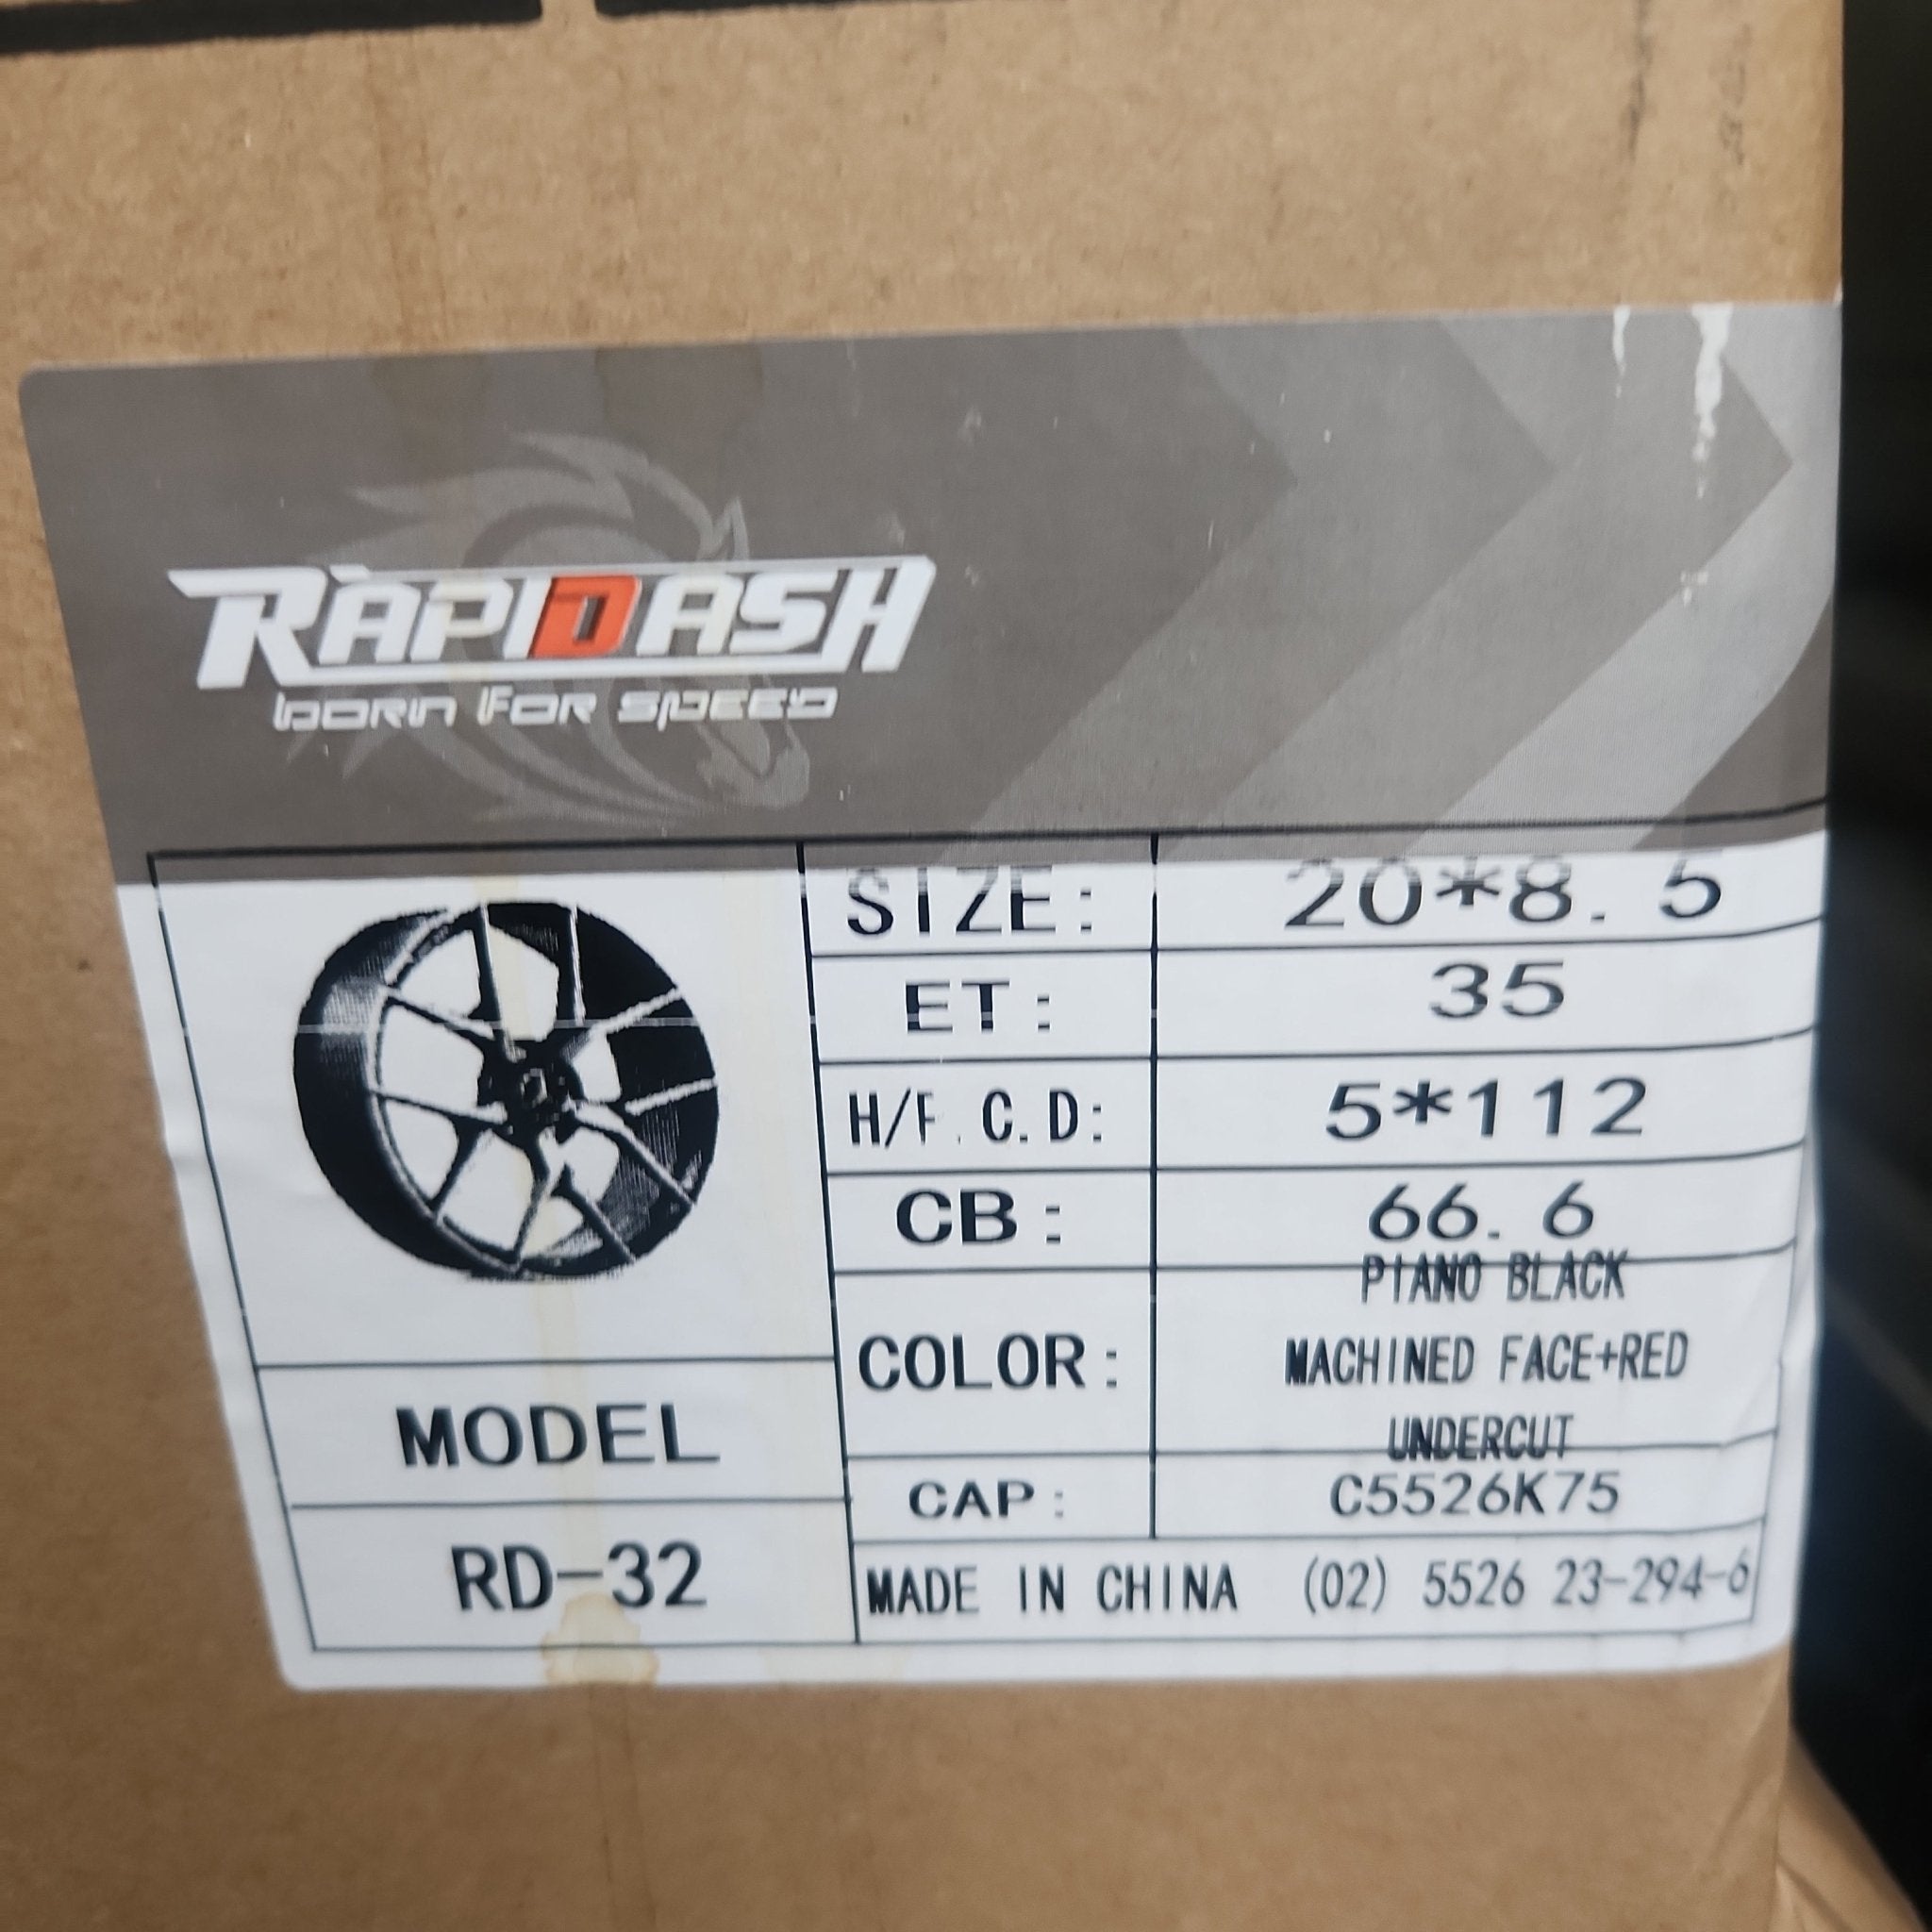 RAPIDASH
born For SPEED
SIZE: 20*8.5
ET: 35
H/P.C.D: 5*112
CB: 66.6
COLOR: PIANO BLACK
MACHINED FACE+RED
UNDERCUT
CAP: C5526K75
MADE IN CHINA (02) 5526 23-294-6
MODEL
RD-32